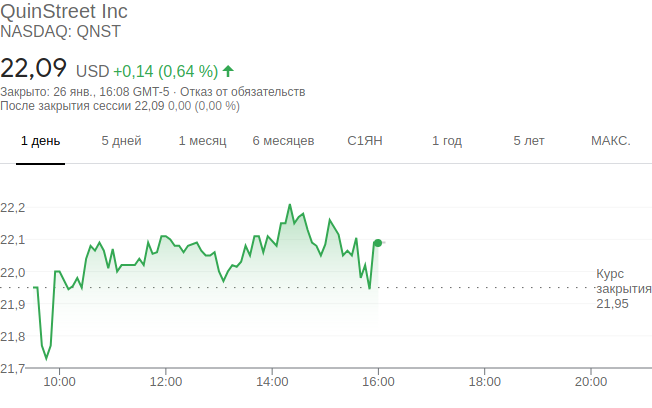 QuinStreet Inc
NASDAQ: QNST
22,09 USD +0,14 (0,64 %)
Закрыто: 26 янв., 16:08 GMT-5 · Отказ от обязательств
После закрытия сессии 22,09 0,00 (0,00 %)
1 день 5 дней 1 месяц 6 месяцев С1ЯН 1 год 5 лет МАКС.
22,2
22,1
22,0
21,9
21,8
21,7
Курс
закрытия
21,95
10:00 12:00 14:00 16:00 18:00 20:00